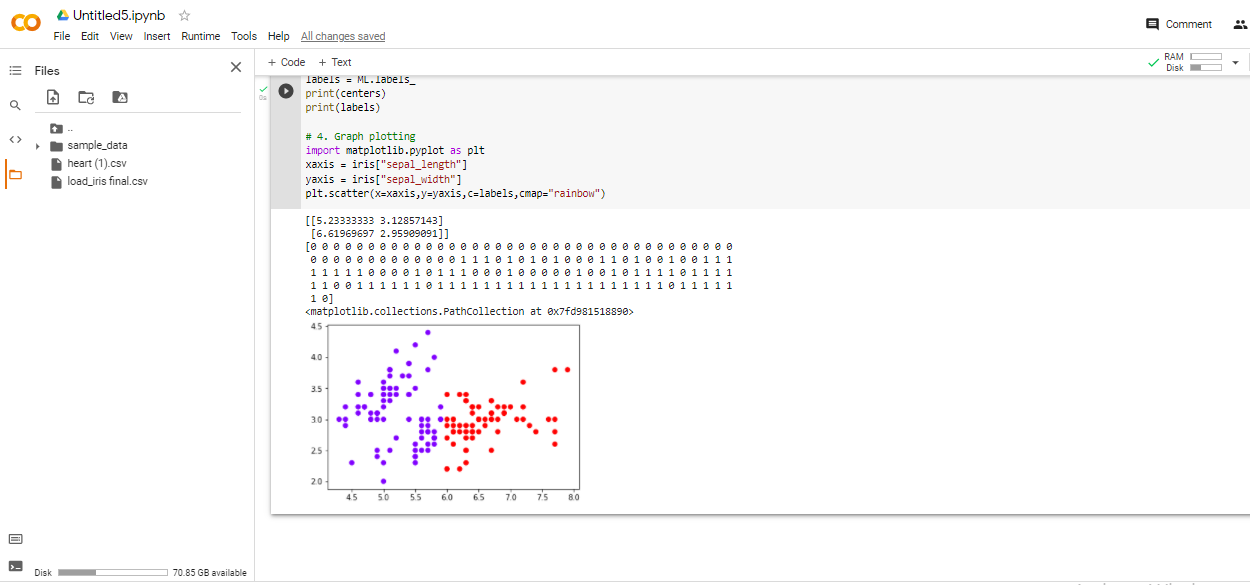 Untitled5.ipynb
File Edit View Insert Runtime Tools Help All changes saved
Comment
Files
+ Code + Text
RAM
Disk
..
sample_data
heart (1).csv
load_iris final.csv
0s
labels = ML.labels_
print(centers)
print(labels)
# 4. Graph plotting
import matplotlib.pyplot as plt
xaxis = iris["sepal_length"]
yaxis = iris["sepal_width"]
plt.scatter(x=xaxis,y=yaxis,c=labels,cmap="rainbow")
[[5.23333333 3.12857143]
[6.61969697 2.95909091]]
[0 0 0 0 0 0 0 0 0 0 0 0 0 0 0 0 0 0 0 0 0 0 0 0 0 0 0 0 0 0 0 0 0 0 0 0 0
0 0 0 0 0 0 0 0 0 0 0 0 0 1 1 1 0 1 0 1 0 1 0 0 0 1 1 0 1 0 0 1 0 0 1 1 1
1 1 1 1 1 0 0 0 0 1 0 1 1 1 0 0 0 1 0 0 0 0 0 1 0 0 1 0 1 1 1 1 0 1 1 1 1
1 1 0 0 1 1 1 1 1 1 0 1 1 1 1 1 1 1 1 1 1 1 1 1 1 1 1 1 1 1 1 0 1 1 1 1 1
1 0]
<matplotlib.collections.PathCollection at 0x7fd981518890>
4.5
4.0
3.5
3.0
2.5
2.0
4.5 5.0 5.5 6.0 6.5 7.0 7.5 8.0
Disk 70.85 GB available